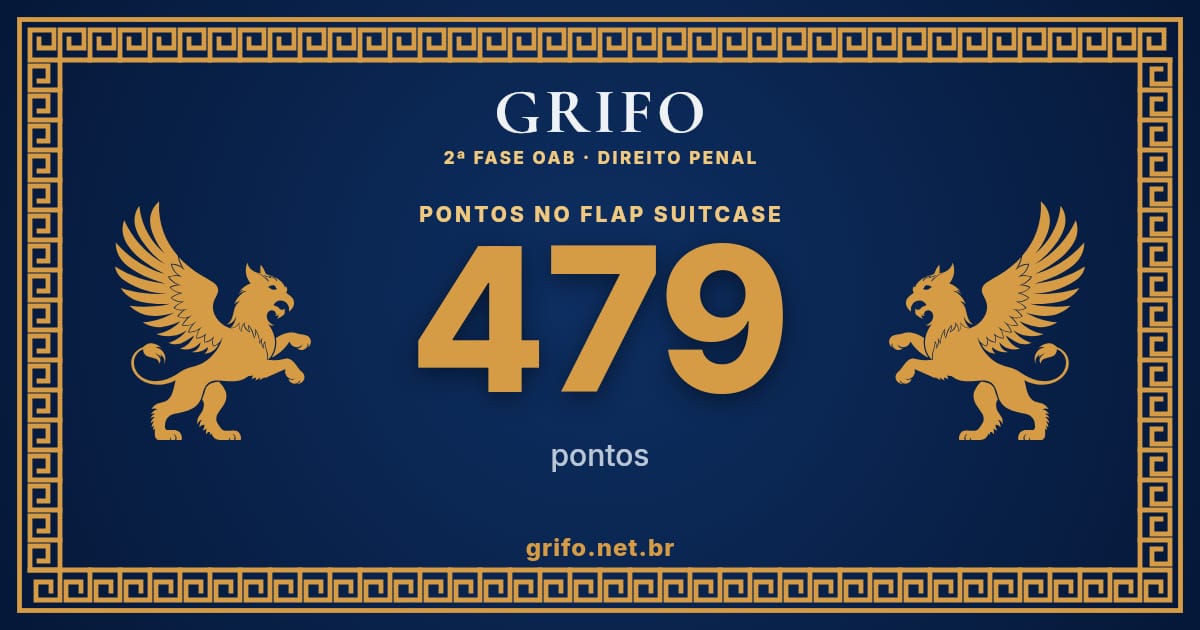 GRIFO
2ª FASE OAB · DIREITO PENAL
PONTOS NO FLAP SUITCASE
479
pontos
grifo.net.br